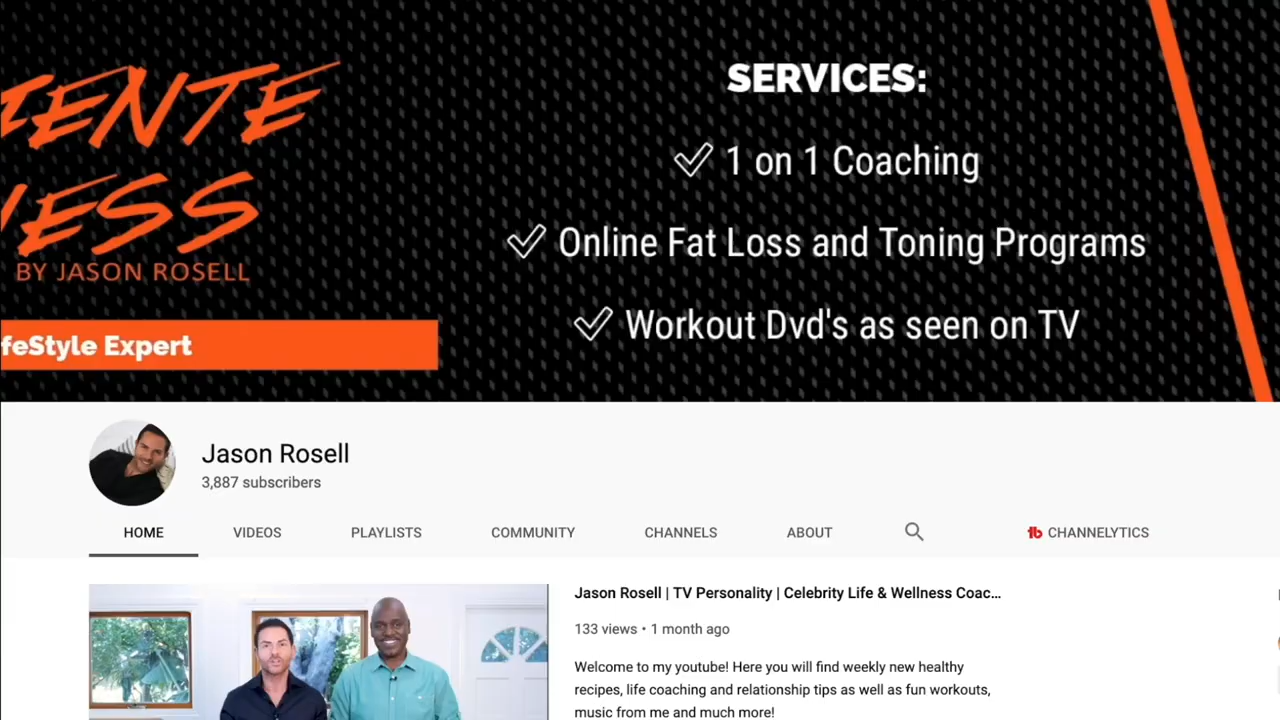 IENTE
NESS
BY JASON ROSELL
feStyle Expert
SERVICES:
1 on 1 Coaching
Online Fat Loss and Toning Programs
Workout Dvd's as seen on TV
Jason Rosell
3,887 subscribers
HOME VIDEOS PLAYLISTS COMMUNITY CHANNELS ABOUT tb CHANNELYTICS
Jason Rosell | TV Personality | Celebrity Life & Wellness Coac...
133 views • 1 month ago
Welcome to my youtube! Here you will find weekly new healthy
recipes, life coaching and relationship tips as well as fun workouts,
music from me and much more!